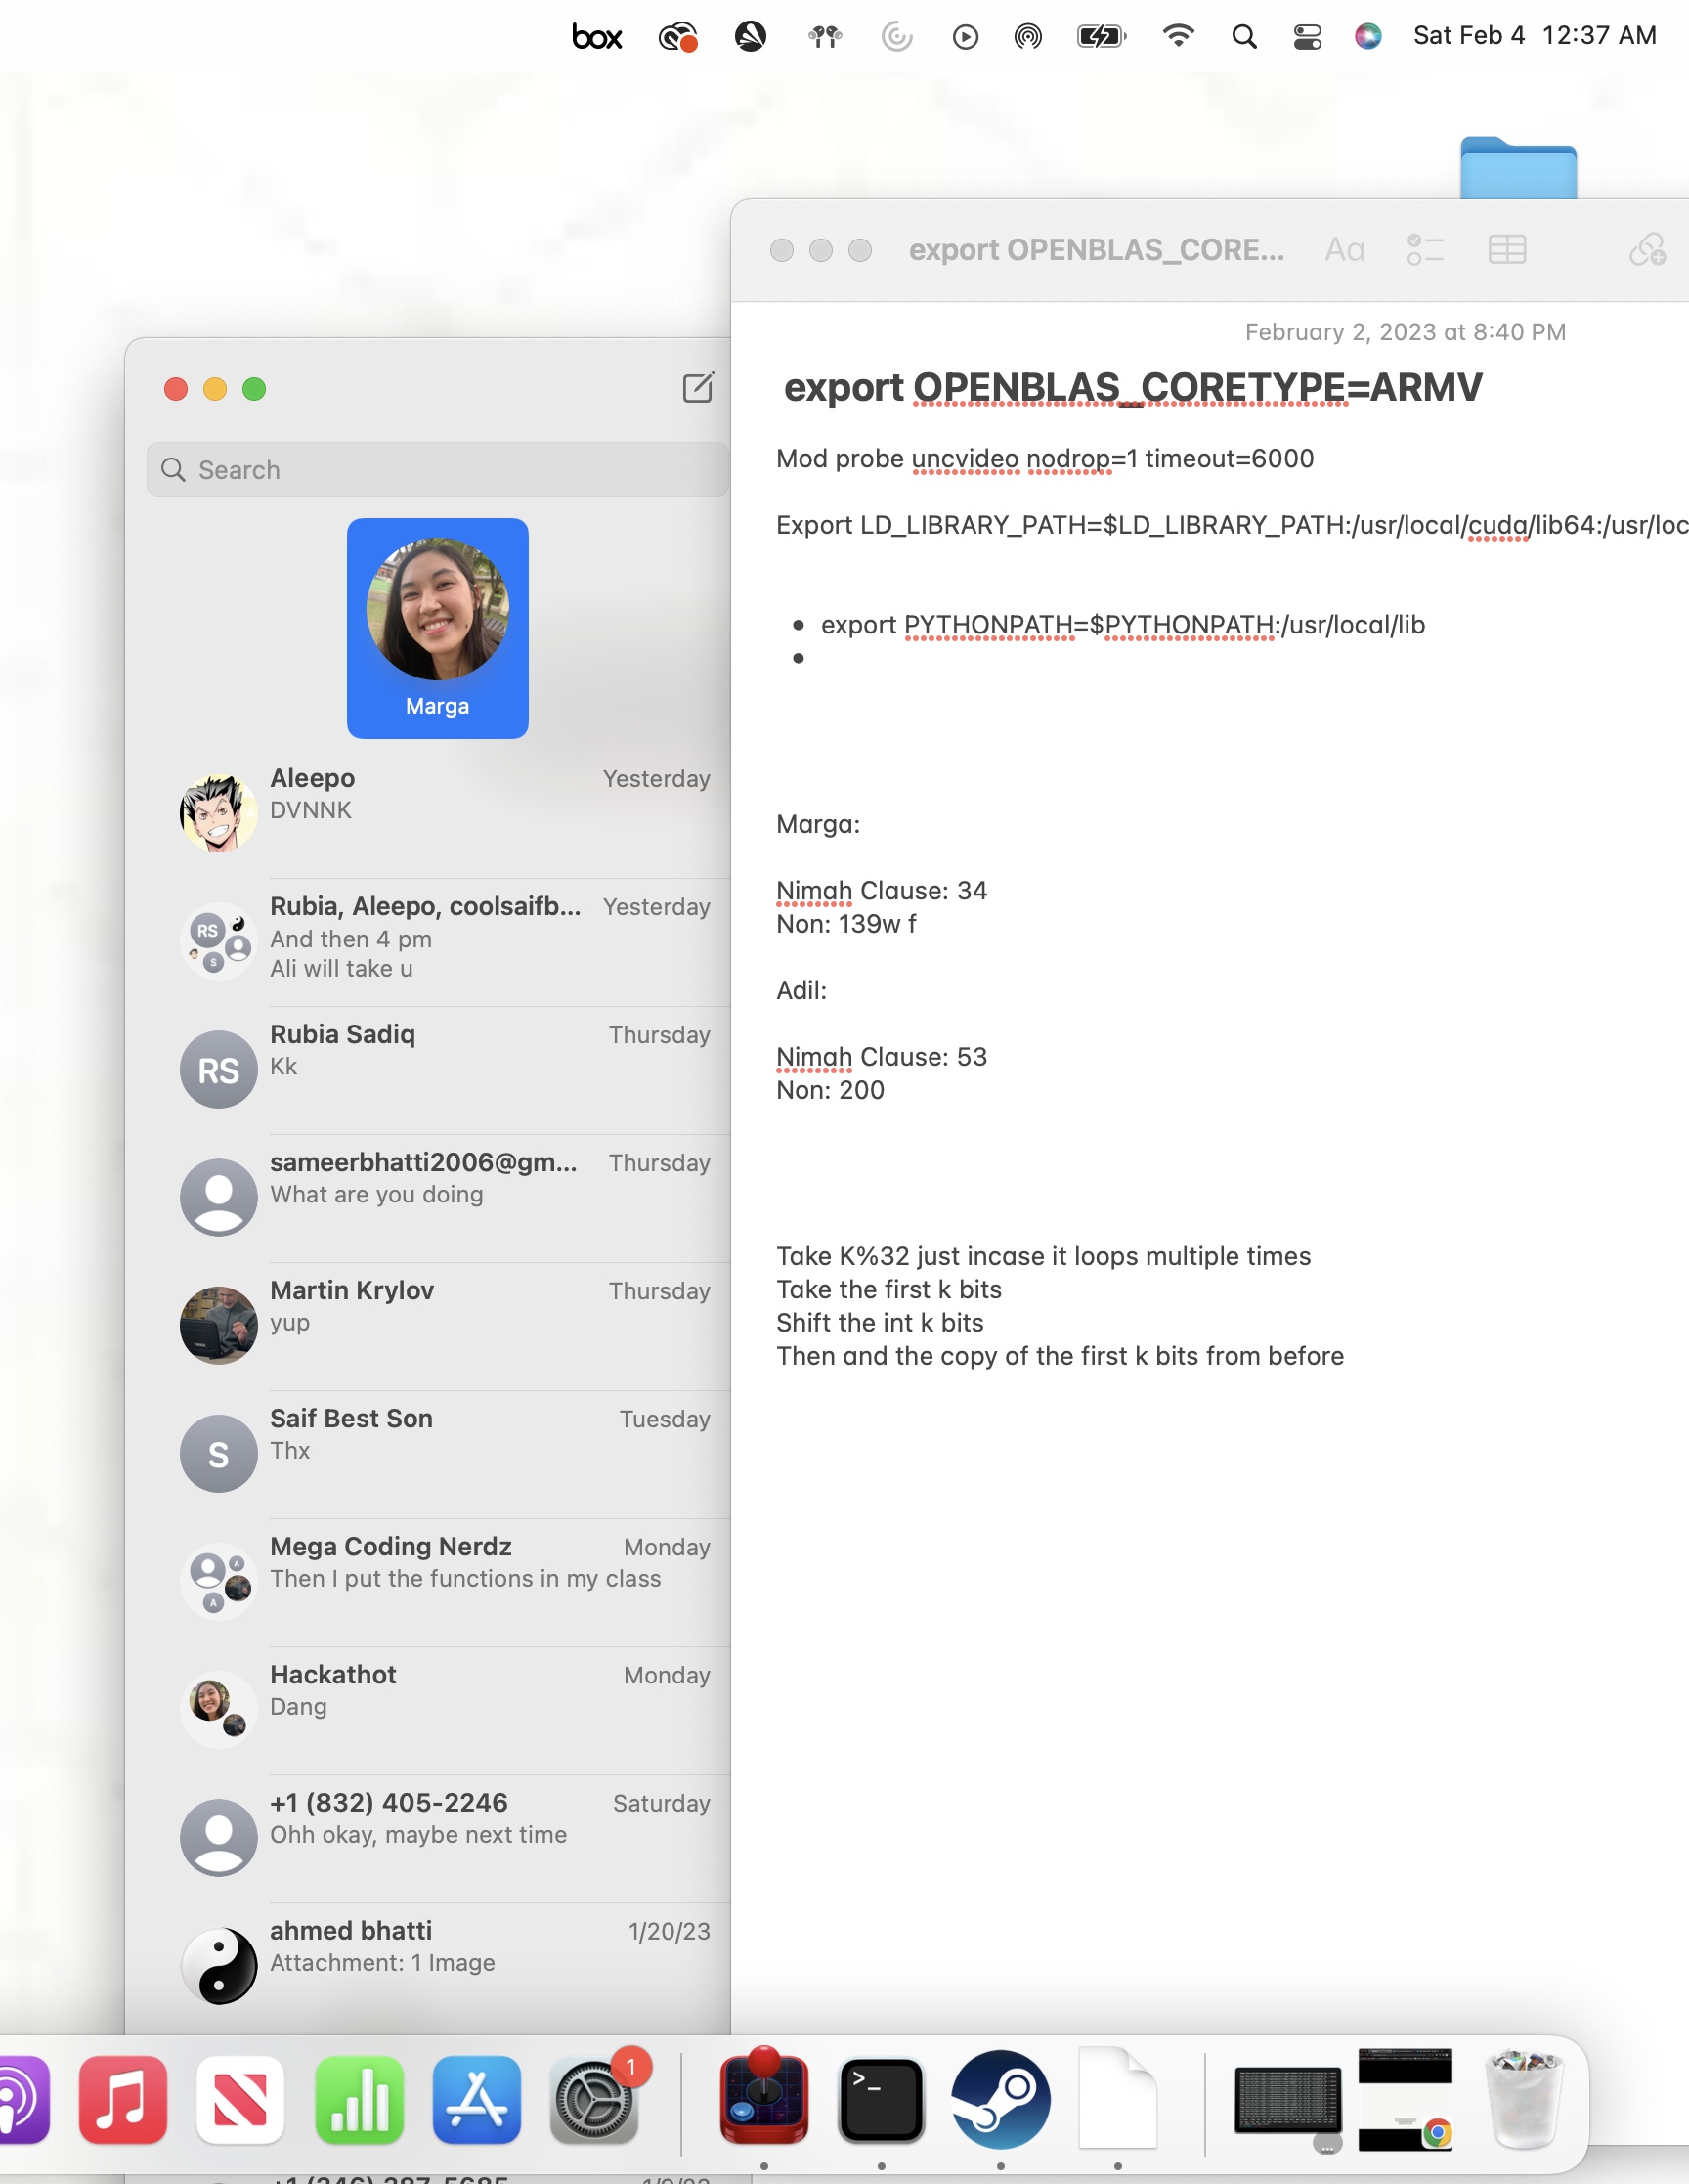 box
Sat Feb 4 12:37 AM
Search
Marga
Aleepo Yesterday
DVNNK
RS
S
Rubia, Aleepo, coolsaifb... Yesterday
And then 4 pm
Ali will take u
RS
Rubia Sadiq Thursday
Kk
sameerbhatti2006@gm... Thursday
What are you doing
Martin Krylov Thursday
yup
S
Saif Best Son Tuesday
Thx
A
A
Mega Coding Nerdz Monday
Then I put the functions in my class
Hackathot Monday
Dang
+1 (832) 405-2246 Saturday
Ohh okay, maybe next time
ahmed bhatti 1/20/23
Attachment: 1 Image
export OPENBLAS_CORE... Aa
February 2, 2023 at 8:40 PM
export OPENBLAS_CORETYPE=ARMV
Mod probe uncvideo nodrop=1 timeout=6000
Export LD_LIBRARY_PATH=$LD_LIBRARY_PATH:/usr/local/cuda/lib64:/usr/loc
• export PYTHONPATH=$PYTHONPATH:/usr/local/lib
•
Marga:
Nimah Clause: 34
Non: 139w f
Adil:
Nimah Clause: 53
Non: 200
Take K%32 just incase it loops multiple times
Take the first k bits
Shift the int k bits
Then and the copy of the first k bits from before
1
>_